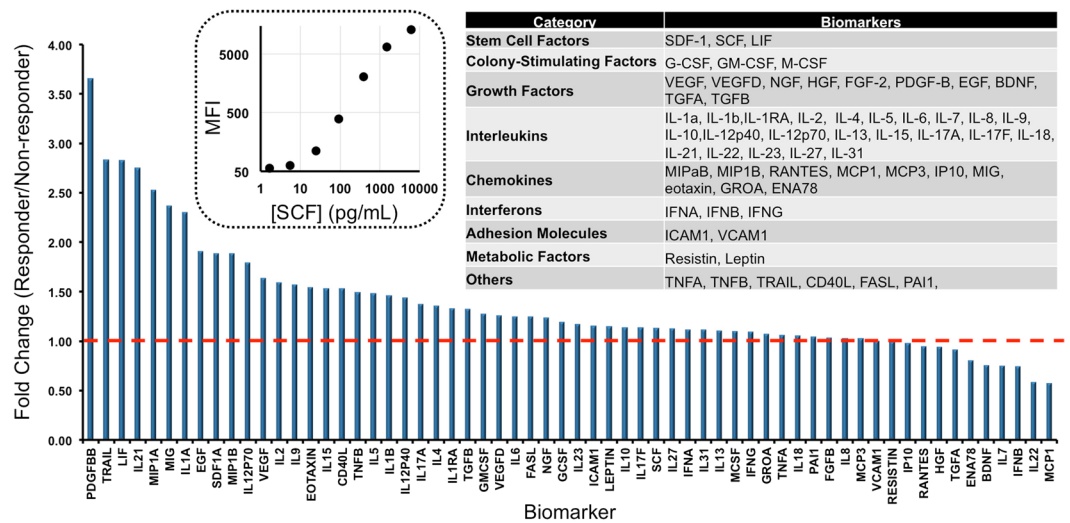 Category Biomarkers
Stem Cell Factors SDF-1, SCF, LIF
Colony-Stimulating Factors G-CSF, GM-CSF, M-CSF
Growth Factors VEGF, VEGFD, NGF, HGF, FGF-2, PDGF-B, EGF, BDNF,
TGFA, TGFB
Interleukins IL-1a, IL-1b,IL-1RA, IL-2, IL-4, IL-5, IL-6, IL-7, IL-8, IL-9,
IL-10,IL-12p40, IL-12p70, IL-13, IL-15, IL-17A, IL-17F, IL-18,
IL-21, IL-22, IL-23, IL-27, IL-31
Chemokines MIPaB, MIP1B, RANTES, MCP1, MCP3, IP10, MIG,
eotaxin, GROA, ENA78
Interferons IFNA, IFNB, IFNG
Adhesion Molecules ICAM1, VCAM1
Metabolic Factors Resistin, Leptin
Others TNFA, TNFB, TRAIL, CD40L, FASL, PAI1,
MFI
5000
500
50
1 10 100 1000 10000
[SCF] (pg/mL)
Fold Change (Responder/Non-responder)
4.00
3.50
3.00
2.50
2.00
1.50
1.00
0.50
0.00
PDGFBB TRAIL LIF IL21 MIP1A MIG IL1A EGF SDF1A MIP1B IL12P70 VEGF IL2 IL9 EOTAXIN IL15 CD40L TNFB IL5 IL1B IL12P40 IL17A IL4 IL1RA TGFB GMCSF VEGFD IL6 FASL NGF GCSF IL23 ICAM1 LEPTIN IL10 IL17F SCF IL27 IFNA IL31 IL13 MCSF IFNG GROA TNFA IL18 PAI1 FGFB IL8 MCP3 VCAM1 RESISTIN IP10 RANTES HGF TGFA ENA78 BDNF IL7 IFNB IL22 MCP1
Biomarker